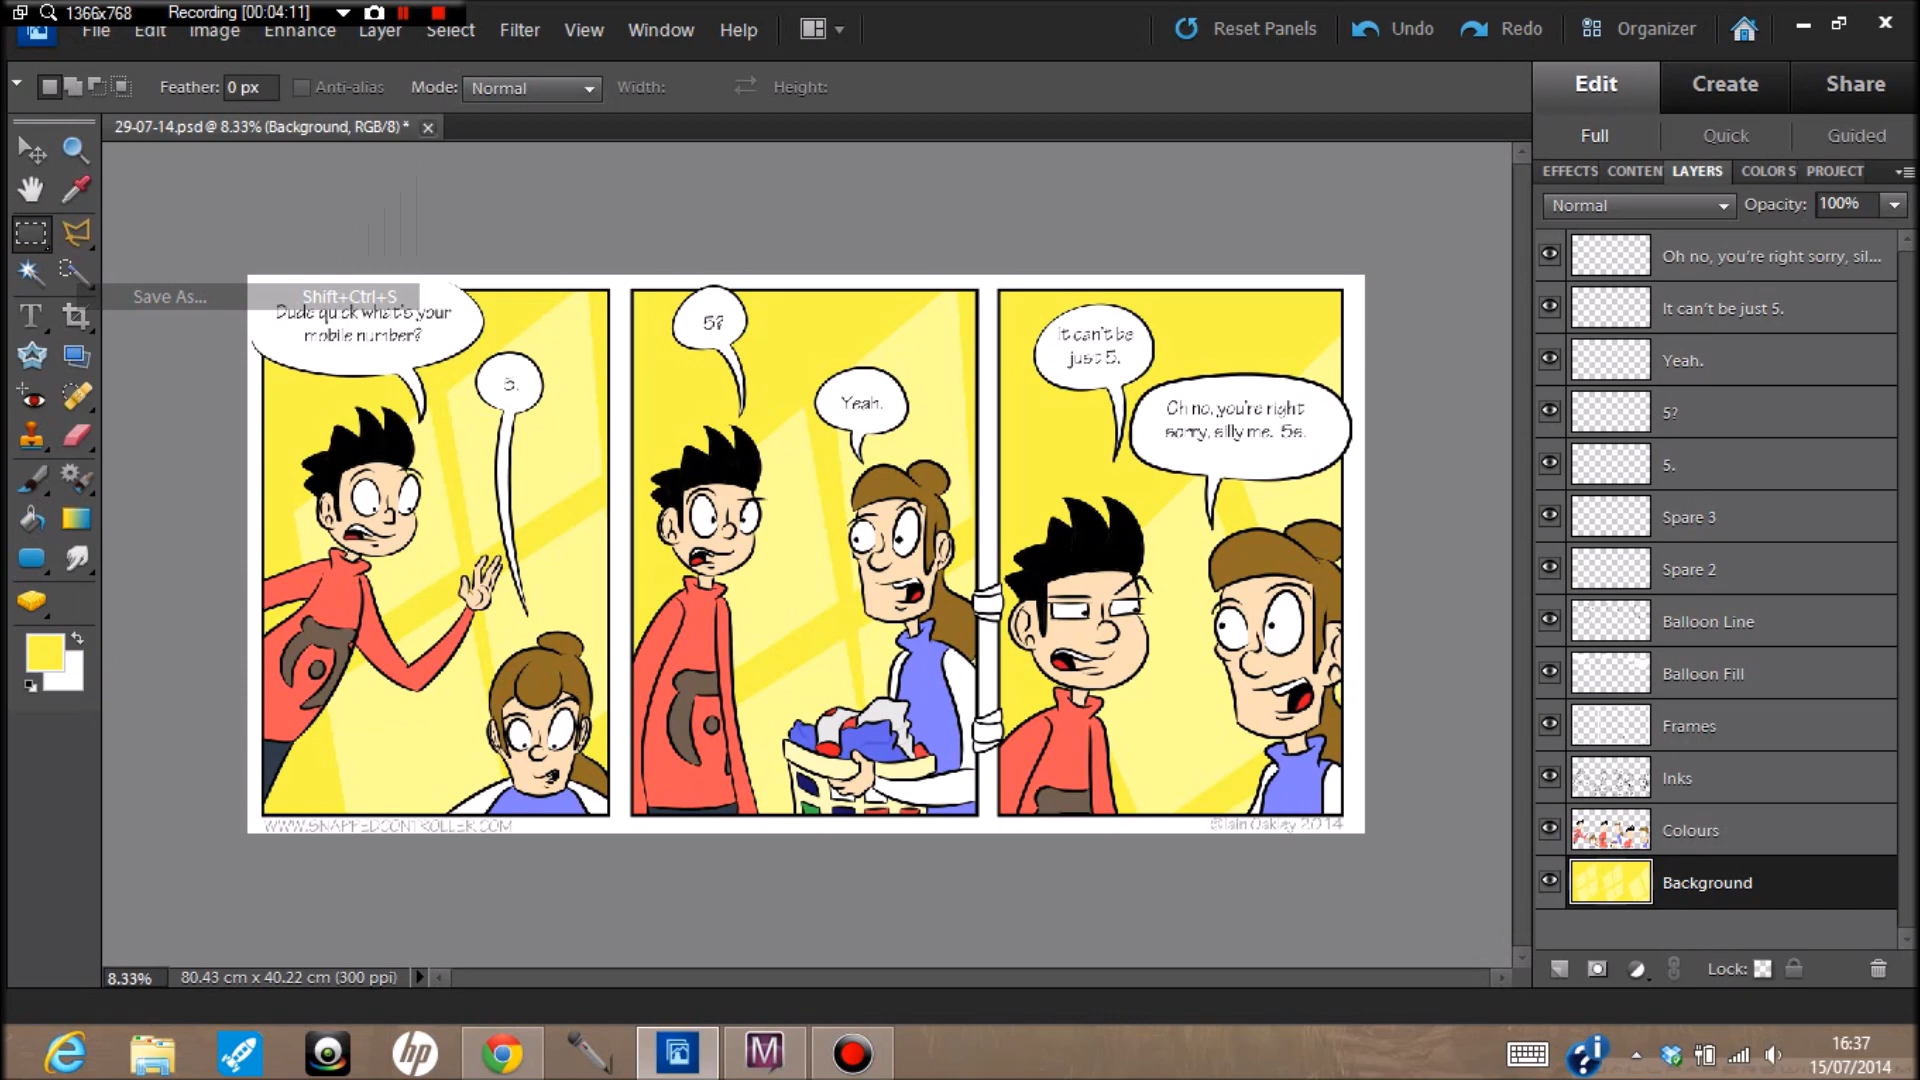 1366x768 Recording [00:04:11]
File Edit Image Enhance Layer Select Filter View Window Help Reset Panels Undo Redo Organizer
Feather: 0 px Anti-alias Mode: Normal Width: Height:
Edit Create Share
29-07-14.psd @ 8.33% (Background, RGB/8) *
Full Quick Guided
EFFECTS CONTEN LAYERS COLORS PROJECT
Normal Opacity: 100%
Save As... Shift+Ctrl+S
Dude quick what's your
mobile number?
5.
5?
Yeah.
It can't be
just 5.
Oh no, you're right
sorry, silly me. 5s.
WWW.SNAPPEDCONTROLLER.COM
©Iain Oakley 2014
Oh no, you're right sorry, sil...
It can't be just 5.
Yeah.
5?
5.
Spare 3
Spare 2
Balloon Line
Balloon Fill
Frames
Inks
Colours
Background
Lock:
8.33% 80.43 cm x 40.22 cm (300 ppi)
16:37
15/07/2014